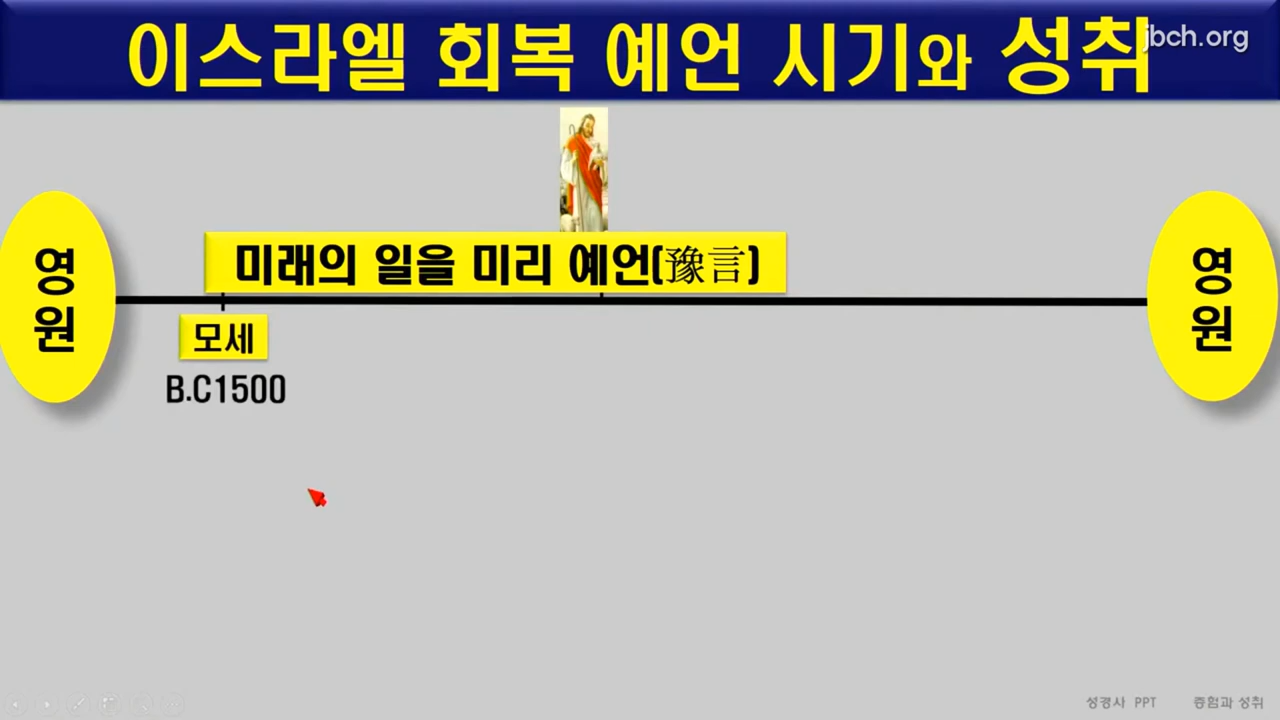 이스라엘 회복 예언 시기와 성취
jbch.org
미래의 일을 미리 예언(豫言)
영원
영원
모세
B.C1500
성경사 PPT 증험과 성취